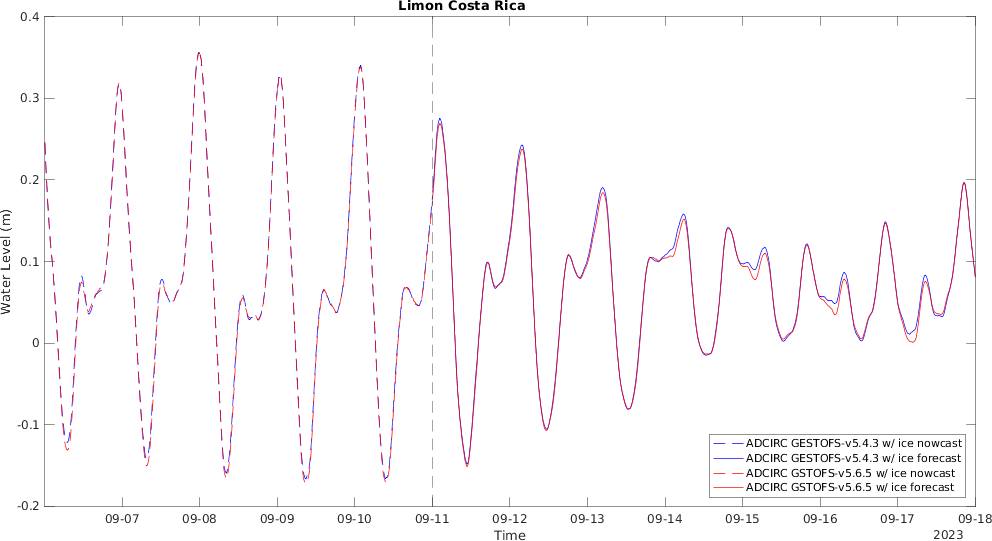 Limon Costa Rica
0.4
0.3
0.2
0.1
0
-0.1
-0.2
Water Level (m)
09-07 09-08 09-09 09-10 09-11 09-12 09-13 09-14 09-15 09-16 09-17 09-18
Time
2023
ADCIRC GESTOFS-v5.4.3 w/ ice nowcast
ADCIRC GESTOFS-v5.4.3 w/ ice forecast
ADCIRC GSTOFS-v5.6.5 w/ ice nowcast
ADCIRC GSTOFS-v5.6.5 w/ ice forecast